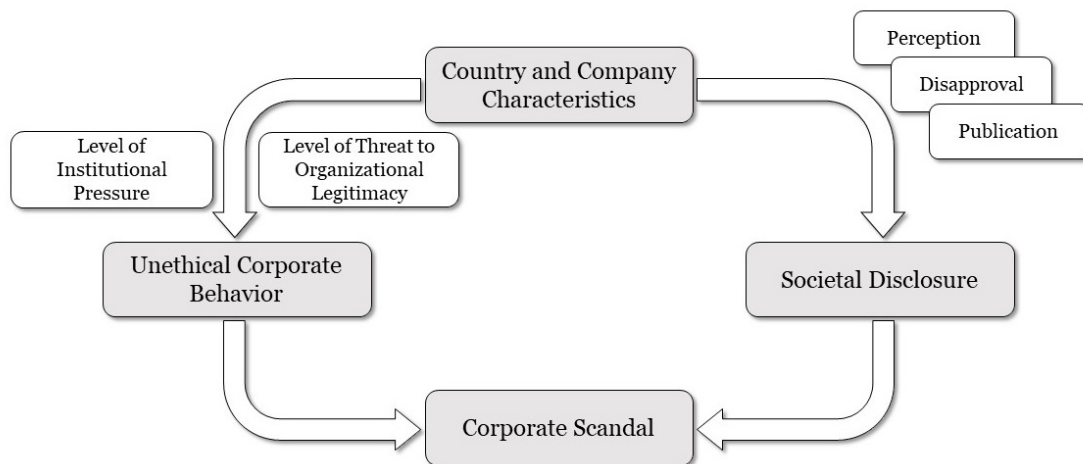 Country and Company
Characteristics
Perception
Disapproval
Publication
Level of
Institutional
Pressure
Level of Threat to
Organizational
Legitimacy
Unethical Corporate
Behavior
Societal Disclosure
Corporate Scandal